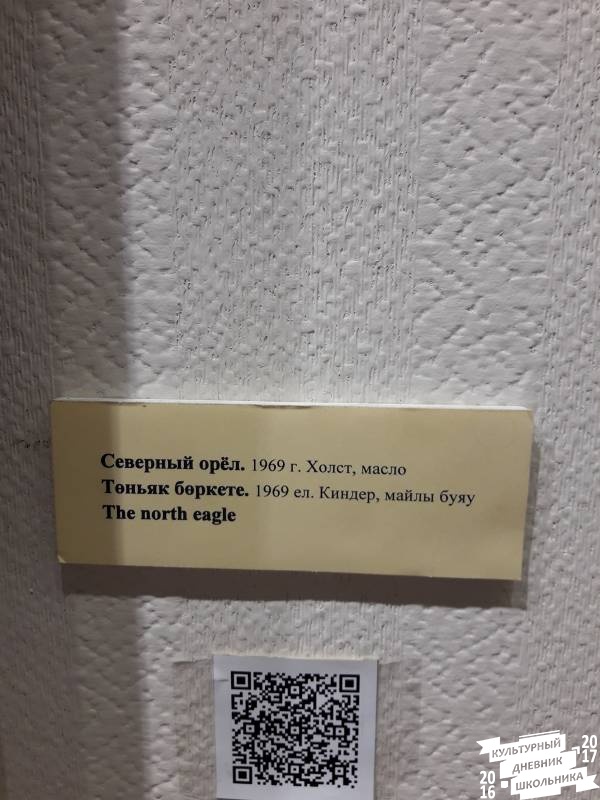 Северный орёл. 1969 г. Холст, масло
Төньяк бөркете. 1969 ел. Киндер, майлы буяу
The north eagle
КУЛЬТУРНЫЙ
ДНЕВНИК
ШКОЛЬНИКА
2016
2017